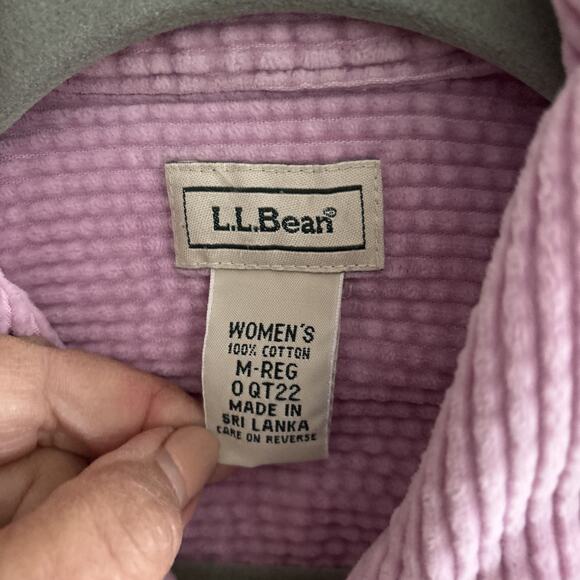 L.L.Bean®
WOMEN'S
100% COTTON
M-REG
0 QT22
MADE IN
SRI LANKA
CARE ON REVERSE